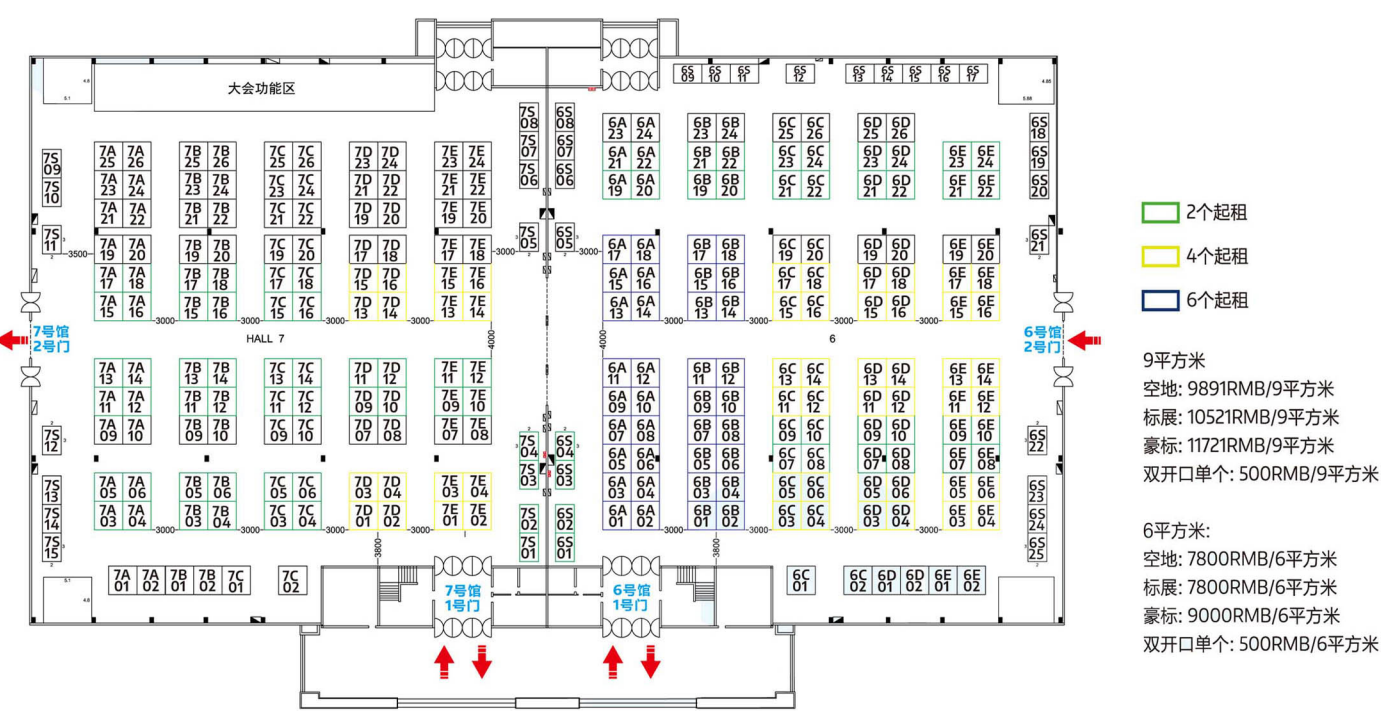 大会功能区
7S 09
7S 10
7S 11
7S 12
7S 13
7S 14
7S 15
7A 25 7A 26 7B 25 7B 26 7C 25 7C 26 7D 23 7D 24 7E 23 7E 24
7A 23 7A 24 7B 23 7B 24 7C 23 7C 24 7D 21 7D 22 7E 21 7E 22
7A 21 7A 22 7B 21 7B 22 7C 21 7C 22 7D 19 7D 20 7E 19 7E 20
7A 19 7A 20 7B 19 7B 20 7C 19 7C 20 7D 17 7D 18 7E 17 7E 18
7A 17 7A 18 7B 17 7B 18 7C 17 7C 18 7D 15 7D 16 7E 15 7E 16
7A 15 7A 16 7B 15 7B 16 7C 15 7C 16 7D 13 7D 14 7E 13 7E 14
3500 3000 3000 3000 3000 3000
HALL 7
4000
7号馆
2号门
7A 13 7A 14 7B 13 7B 14 7C 13 7C 14 7D 11 7D 12 7E 11 7E 12
7A 11 7A 12 7B 11 7B 12 7C 11 7C 12 7D 09 7D 10 7E 09 7E 10
7A 09 7A 10 7B 09 7B 10 7C 09 7C 10 7D 07 7D 08 7E 07 7E 08
7A 05 7A 06 7B 05 7B 06 7C 05 7C 06 7D 03 7D 04 7E 03 7E 04
7A 03 7A 04 7B 03 7B 04 7C 03 7C 04 7D 01 7D 02 7E 01 7E 02
3000 3000 3000 3800
7A 01 7A 02 7B 01 7B 02 7C 01 7C 02
7号馆
1号门
7S 08 6S 08
7S 07 6S 07
7S 06 6S 06
7S 05 6S 05
7S 04 6S 04
7S 03 6S 03
7S 02 6S 02
7S 01 6S 01
6S 09 6S 10 6S 11 6S 12 6S 13 6S 14 6S 15 6S 16 6S 17
6A 23 6A 24 6B 23 6B 24 6C 25 6C 26 6D 25 6D 26
6A 21 6A 22 6B 21 6B 22 6C 23 6C 24 6D 23 6D 24 6E 23 6E 24
6A 19 6A 20 6B 19 6B 20 6C 21 6C 22 6D 21 6D 22 6E 21 6E 22
6A 17 6A 18 6B 17 6B 18 6C 19 6C 20 6D 19 6D 20 6E 19 6E 20
6A 15 6A 16 6B 15 6B 16 6C 17 6C 18 6D 17 6D 18 6E 17 6E 18
6A 13 6A 14 6B 13 6B 14 6C 15 6C 16 6D 15 6D 16 6E 15 6E 16
3000 3000 3000 3000 3000
6
4000
6号馆
2号门
6A 11 6A 12 6B 11 6B 12 6C 13 6C 14 6D 13 6D 14 6E 13 6E 14
6A 09 6A 10 6B 09 6B 10 6C 11 6C 12 6D 11 6D 12 6E 11 6E 12
6A 07 6A 08 6B 07 6B 08 6C 09 6C 10 6D 09 6D 10 6E 09 6E 10
6A 05 6A 06 6B 05 6B 06 6C 07 6C 08 6D 07 6D 08 6E 07 6E 08
6A 03 6A 04 6B 03 6B 04 6C 05 6C 06 6D 05 6D 06 6E 05 6E 06
6A 01 6A 02 6B 01 6B 02 6C 03 6C 04 6D 03 6D 04 6E 03 6E 04
3000 3000 3000 3000 3800
6C 01 6C 02 6D 01 6D 02 6E 01 6E 02
6号馆
1号门
6S 18
6S 19
6S 20
6S 21
6S 22
6S 23
6S 24
6S 25
2个起租
4个起租
6个起租
9平方米
空地: 9891RMB/9平方米
标展: 10521RMB/9平方米
豪标: 11721RMB/9平方米
双开口单个: 500RMB/9平方米
6平方米:
空地: 7800RMB/6平方米
标展: 7800RMB/6平方米
豪标: 9000RMB/6平方米
双开口单个: 500RMB/6平方米